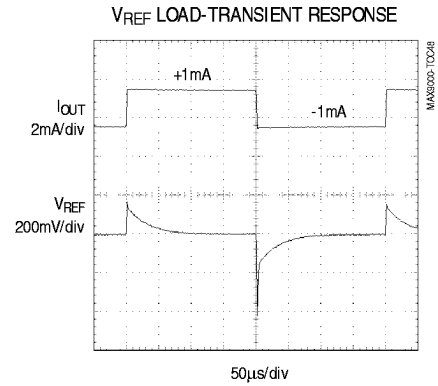 VREF LOAD-TRANSIENT RESPONSE
MAX9000-TOC48
+1mA
IOUT
2mA/div
-1mA
VREF
200mV/div
50μs/div